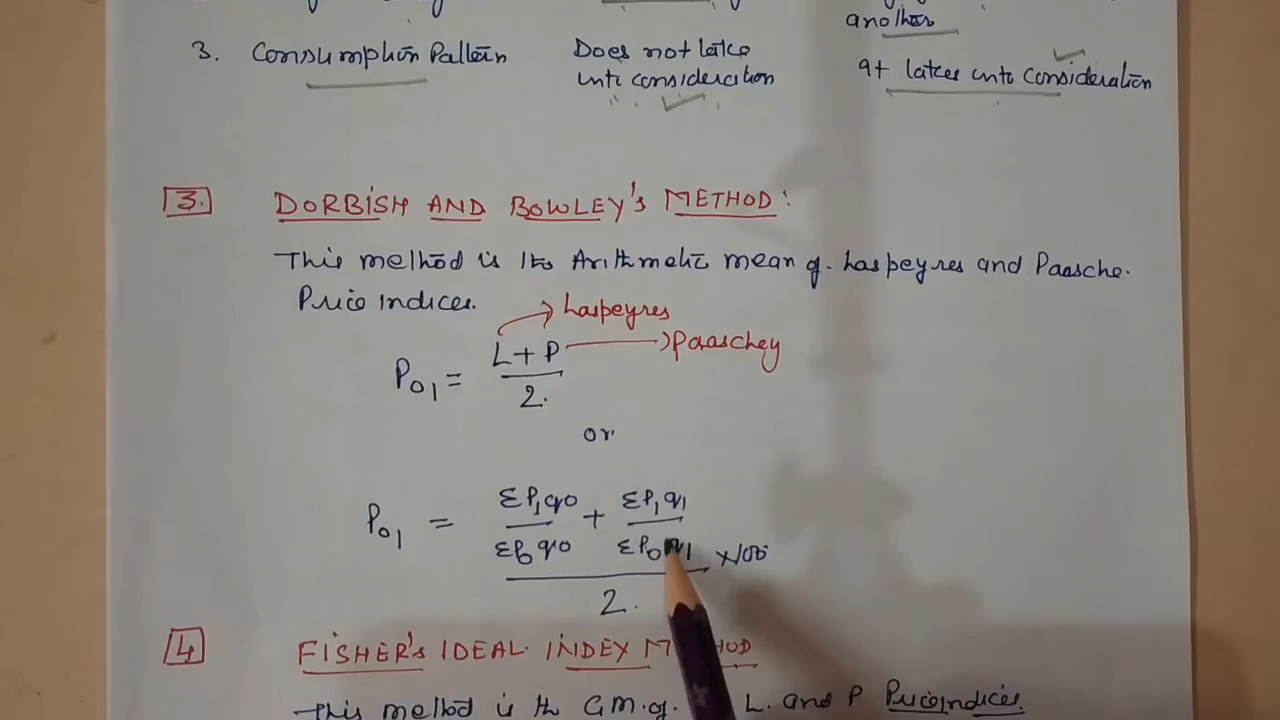 another
3. Consumption Pattern Does not take into consideration It takes into consideration
3. DORBISH AND BOWLEY'S METHOD:
This method is the Arithmetic mean of Laspeyres and Paasche.
Price indices.
Laspeyres
P01 = L + P / 2. Paaschey
or
P01 = ΣP1q0 / ΣP0q0 + ΣP1q1 / ΣP0q1 / 2. ×100
4 FISHER'S IDEAL INDEX METHOD
This method is the G.M. of L. and P Price indices.